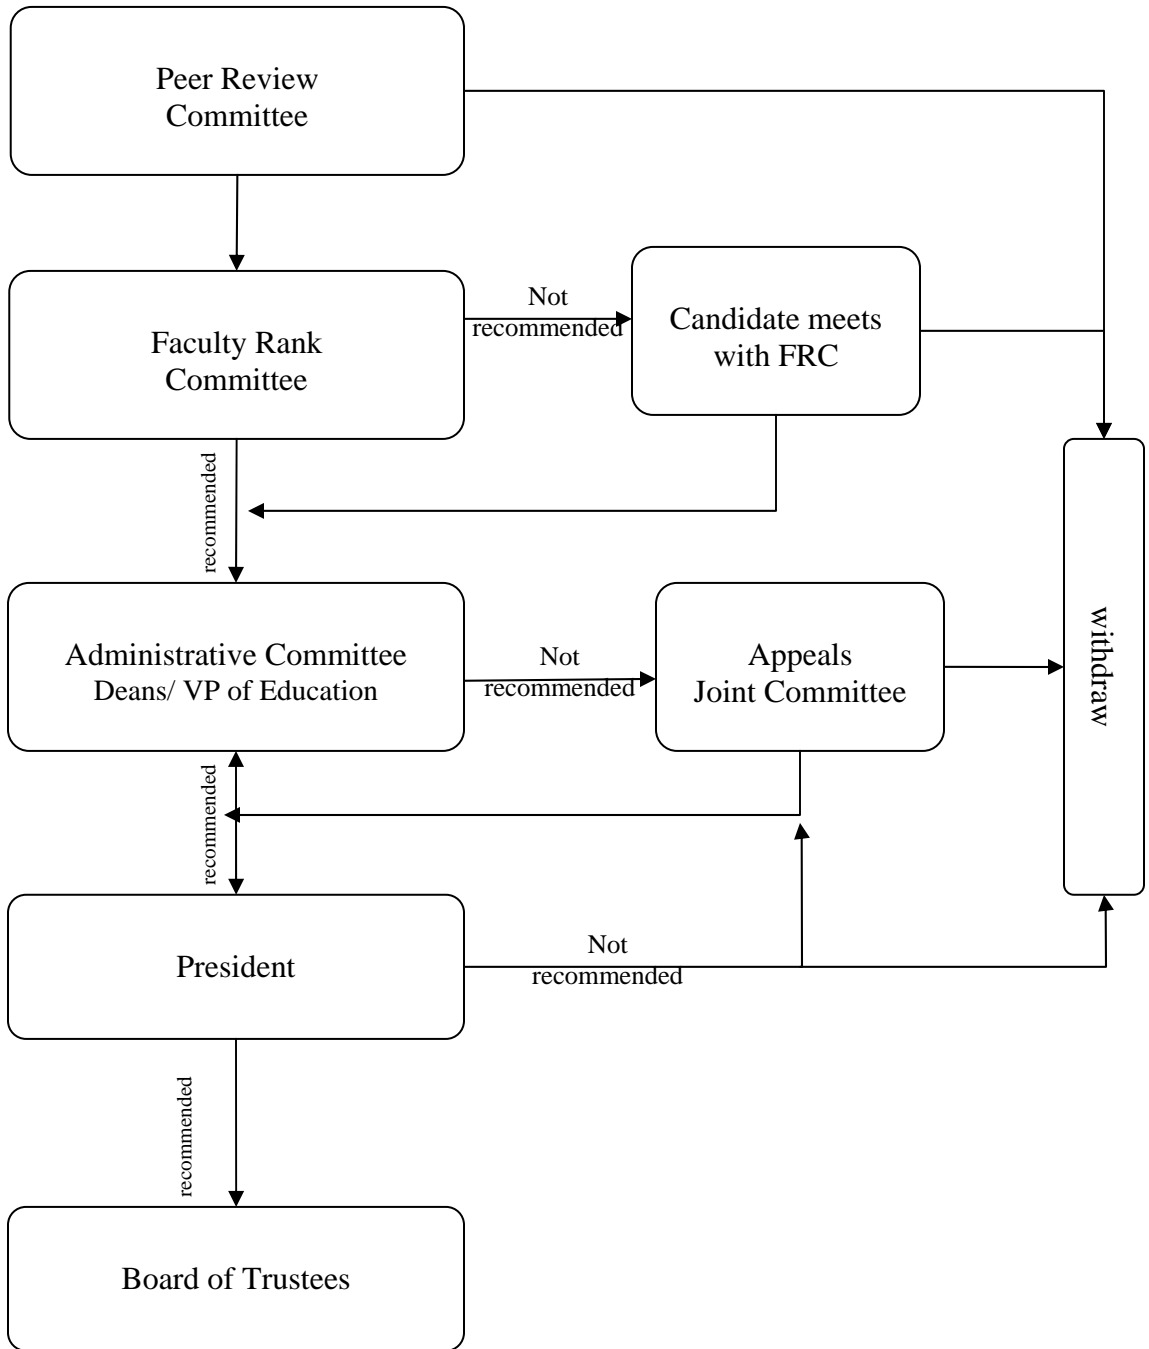 Peer Review
Committee
Not
recommended
Candidate meets
with FRC
Faculty Rank
Committee
recommended
Administrative Committee
Deans/ VP of Education
Not
recommended
Appeals
Joint Committee
withdraw
recommended
President
Not
recommended
recommended
Board of Trustees